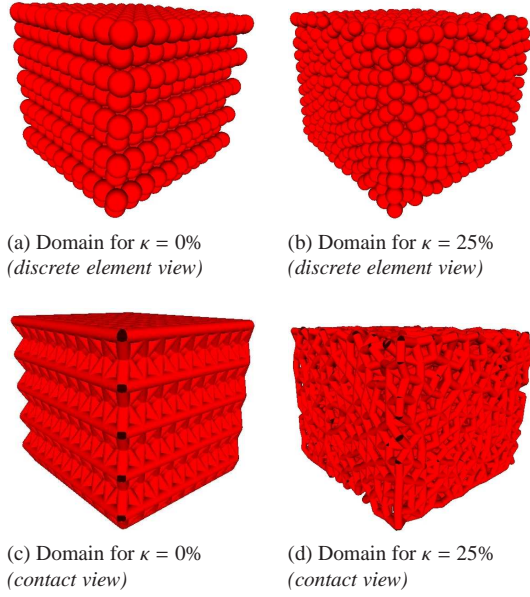 (a) Domain for κ = 0%
(discrete element view)
(b) Domain for κ = 25%
(discrete element view)
(c) Domain for κ = 0%
(contact view)
(d) Domain for κ = 25%
(contact view)